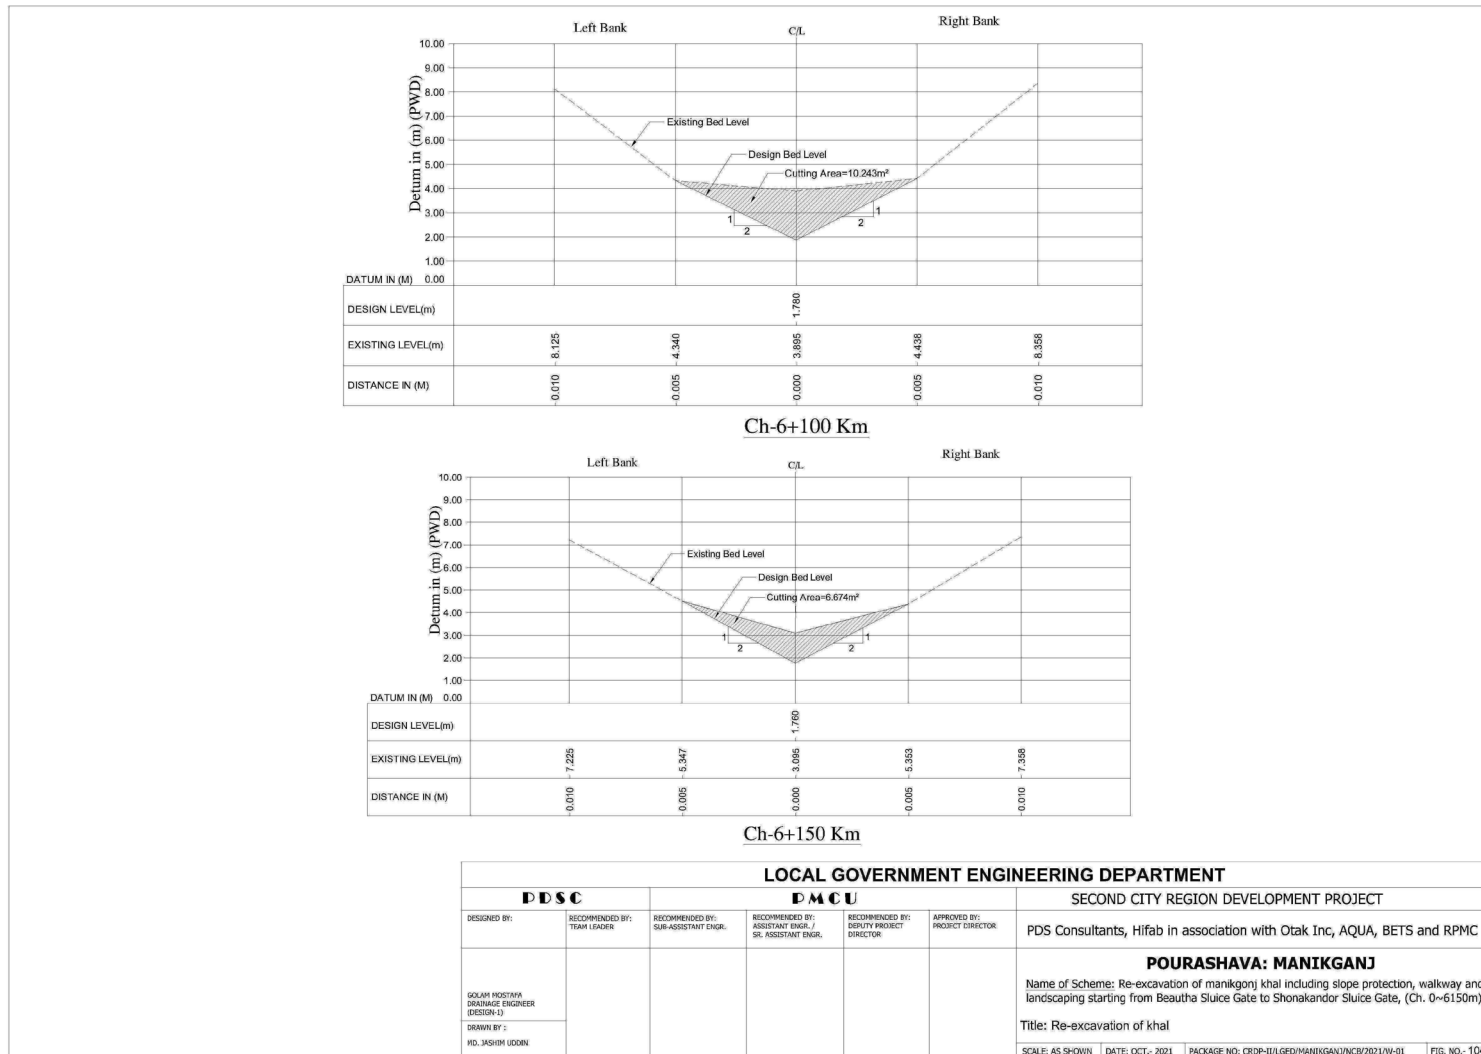 Left Bank
C/L
Right Bank
10.00
9.00
8.00
7.00
6.00
5.00
4.00
3.00
2.00
1.00
Detum in (m) (PWD)
Existing Bed Level
Design Bed Level
Cutting Area=10.243m²
1
2
1
2
DATUM IN (M) 0.00
DESIGN LEVEL(m) 1.780
EXISTING LEVEL(m) 8.125 4.340 3.895 4.438 8.358
DISTANCE IN (M) 0.010 0.005 0.000 0.005 0.010
Ch-6+100 Km
Left Bank
C/L
Right Bank
10.00
9.00
8.00
7.00
6.00
5.00
4.00
3.00
2.00
1.00
Detum in (m) (PWD)
Existing Bed Level
Design Bed Level
Cutting Area=6.674m²
1
2
1
2
DATUM IN (M) 0.00
DESIGN LEVEL(m) 1.760
EXISTING LEVEL(m) 7.225 5.347 3.095 5.353 7.358
DISTANCE IN (M) 0.010 0.005 0.000 0.005 0.010
Ch-6+150 Km
LOCAL GOVERNMENT ENGINEERING DEPARTMENT
PDSC
PMCU
SECOND CITY REGION DEVELOPMENT PROJECT
DESIGNED BY:
RECOMMENDED BY:
TEAM LEADER
RECOMMENDED BY:
SUB-ASSISTANT ENGR.
RECOMMENDED BY:
ASSISTANT ENGR. /
SR. ASSISTANT ENGR.
RECOMMENDED BY:
DEPUTY PROJECT
DIRECTOR
APPROVED BY:
PROJECT DIRECTOR
PDS Consultants, Hifab in association with Otak Inc, AQUA, BETS and RPMC
GOLAM MOSTAFA
DRAINAGE ENGINEER
(DESIGN-1)
DRAWN BY :
MD. JASHIM UDDIN
POURASHAVA: MANIKGANJ
Name of Scheme: Re-excavation of manikgonj khal including slope protection, walkway and
landscaping starting from Beautha Sluice Gate to Shonakandor Sluice Gate, (Ch. 0~6150m)
Title: Re-excavation of khal
SCALE: AS SHOWN DATE: OCT.- 2021 PACKAGE NO: CRDP-II/LGED/MANIKGANJ/NCB/2021/W-01 FIG. NO.-